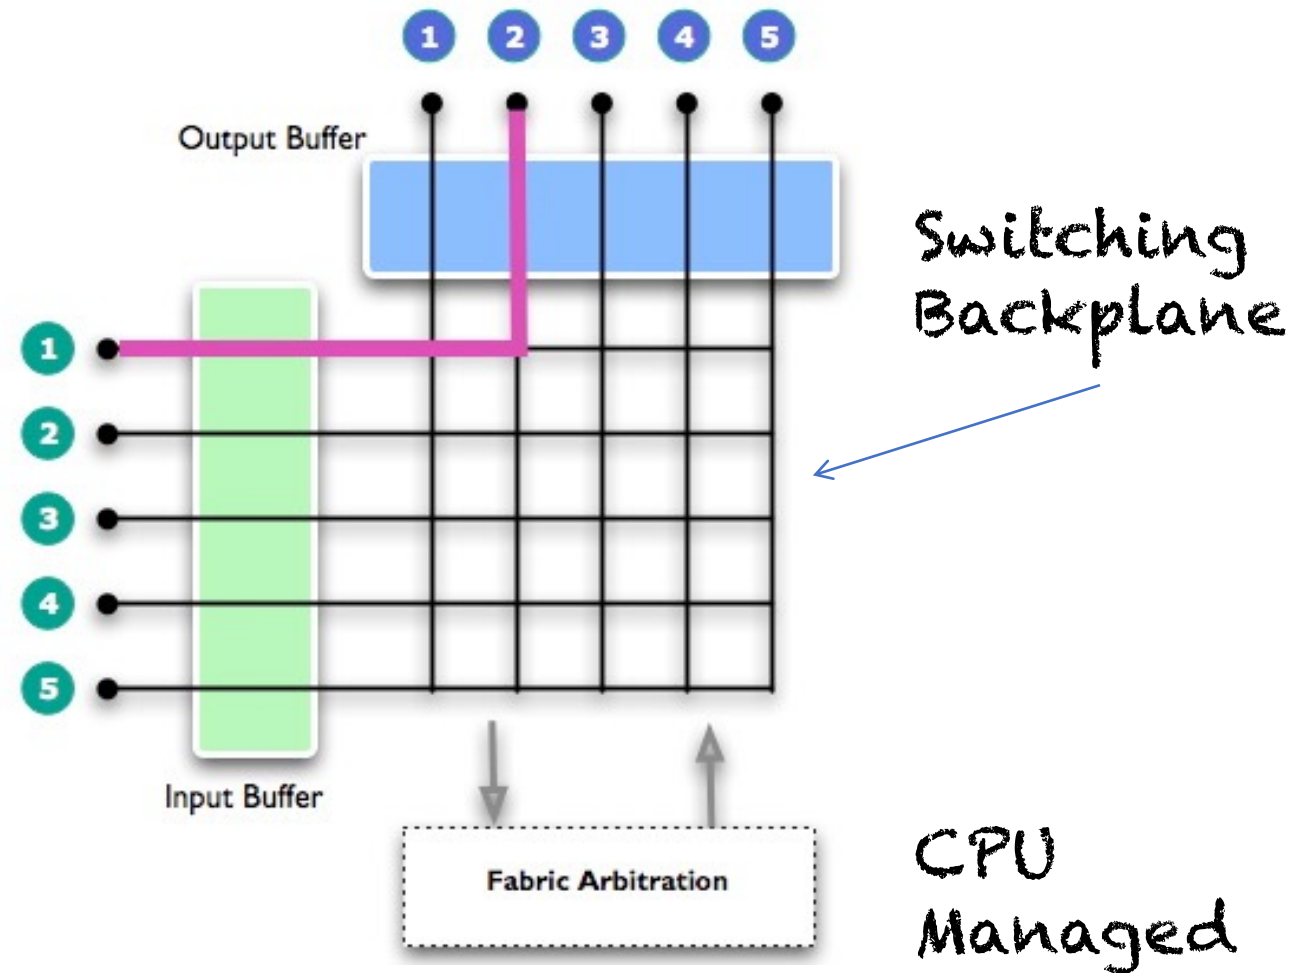 1 2 3 4 5
Output Buffer
Switching
Backplane
1
2
3
4
5
Input Buffer
Fabric Arbitration
CPU
Managed